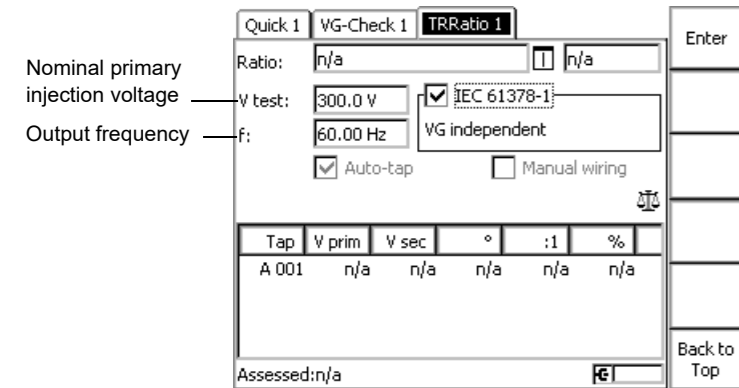 Quick 1 VG-Check 1 TRRatio 1
Enter
Ratio: n/a n/a
Nominal primary
injection voltage
V test: 300.0 V IEC 61378-1
Output frequency
f: 60.00 Hz VG independent
Auto-tap Manual wiring
Tap V prim V sec ° :1 %
A 001 n/a n/a n/a n/a n/a
Assessed:n/a
Back to
Top